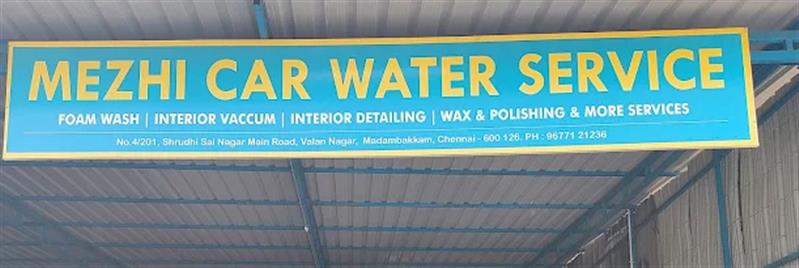 MEZHI CAR WATER SERVICE
FOAM WASH | INTERIOR VACCUM | INTERIOR DETAILING | WAX & POLISHING & MORE SERVICES
No.4/201, Shrudhi Sai Nagar Main Road, Valan Nagar, Madambakkam, Chennai - 600 126. PH : 96771 21236